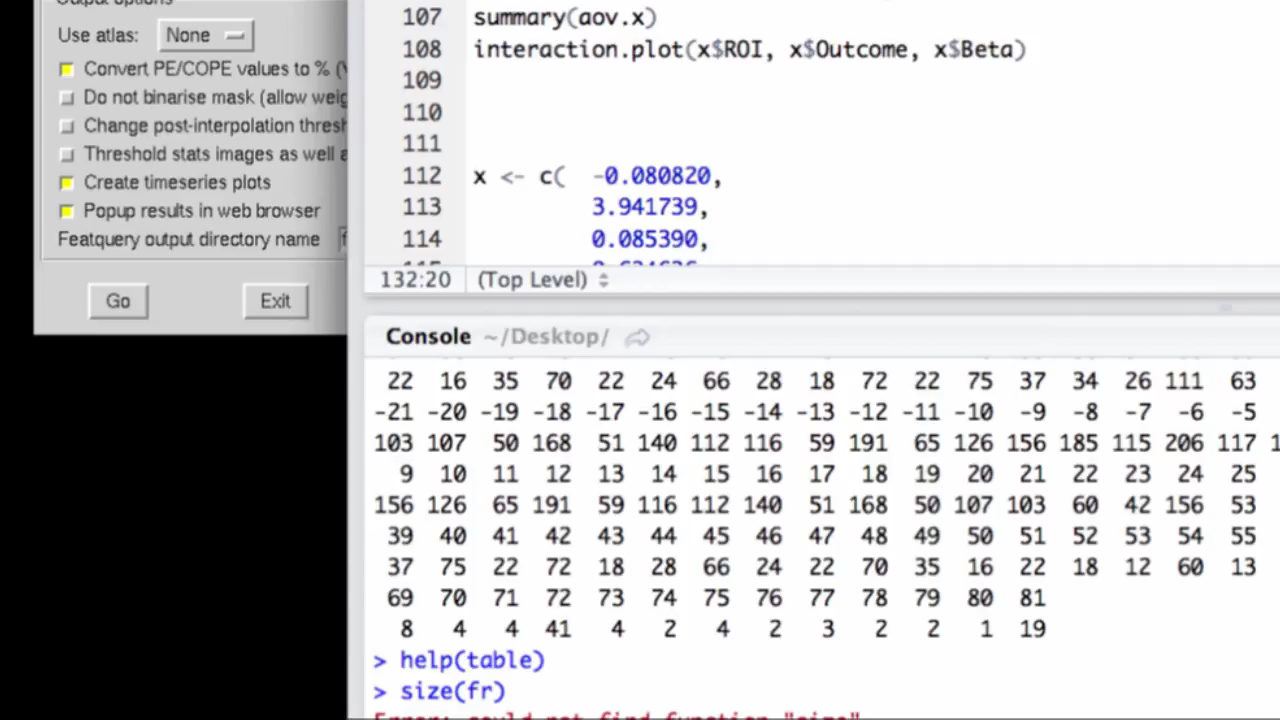 Output options
Use atlas: None
Convert PE/COPE values to %
Do not binarise mask (allow
Change post-interpolation
Threshold stats images as well
Create timeseries plots
Popup results in web browser
Featquery output directory name
Go Exit
107 summary(aov.x)
108 interaction.plot(x$ROI, x$Outcome, x$Beta)
109
110
111
112 x <- c( -0.080820,
113 3.941739,
114 0.085390,
132:20 (Top Level)
Console ~/Desktop/
22 16 35 70 22 24 66 28 18 72 22 75 37 34 26 111 63
-21 -20 -19 -18 -17 -16 -15 -14 -13 -12 -11 -10 -9 -8 -7 -6 -5
103 107 50 168 51 140 112 116 59 191 65 126 156 185 115 206 117
9 10 11 12 13 14 15 16 17 18 19 20 21 22 23 24 25
156 126 65 191 59 116 112 140 51 168 50 107 103 60 42 156 53
39 40 41 42 43 44 45 46 47 48 49 50 51 52 53 54 55
37 75 22 72 18 28 66 24 22 70 35 16 22 18 12 60 13
69 70 71 72 73 74 75 76 77 78 79 80 81
8 4 4 41 4 2 4 2 3 2 2 1 19
> help(table)
> size(fr)
Error: could not find function "size"